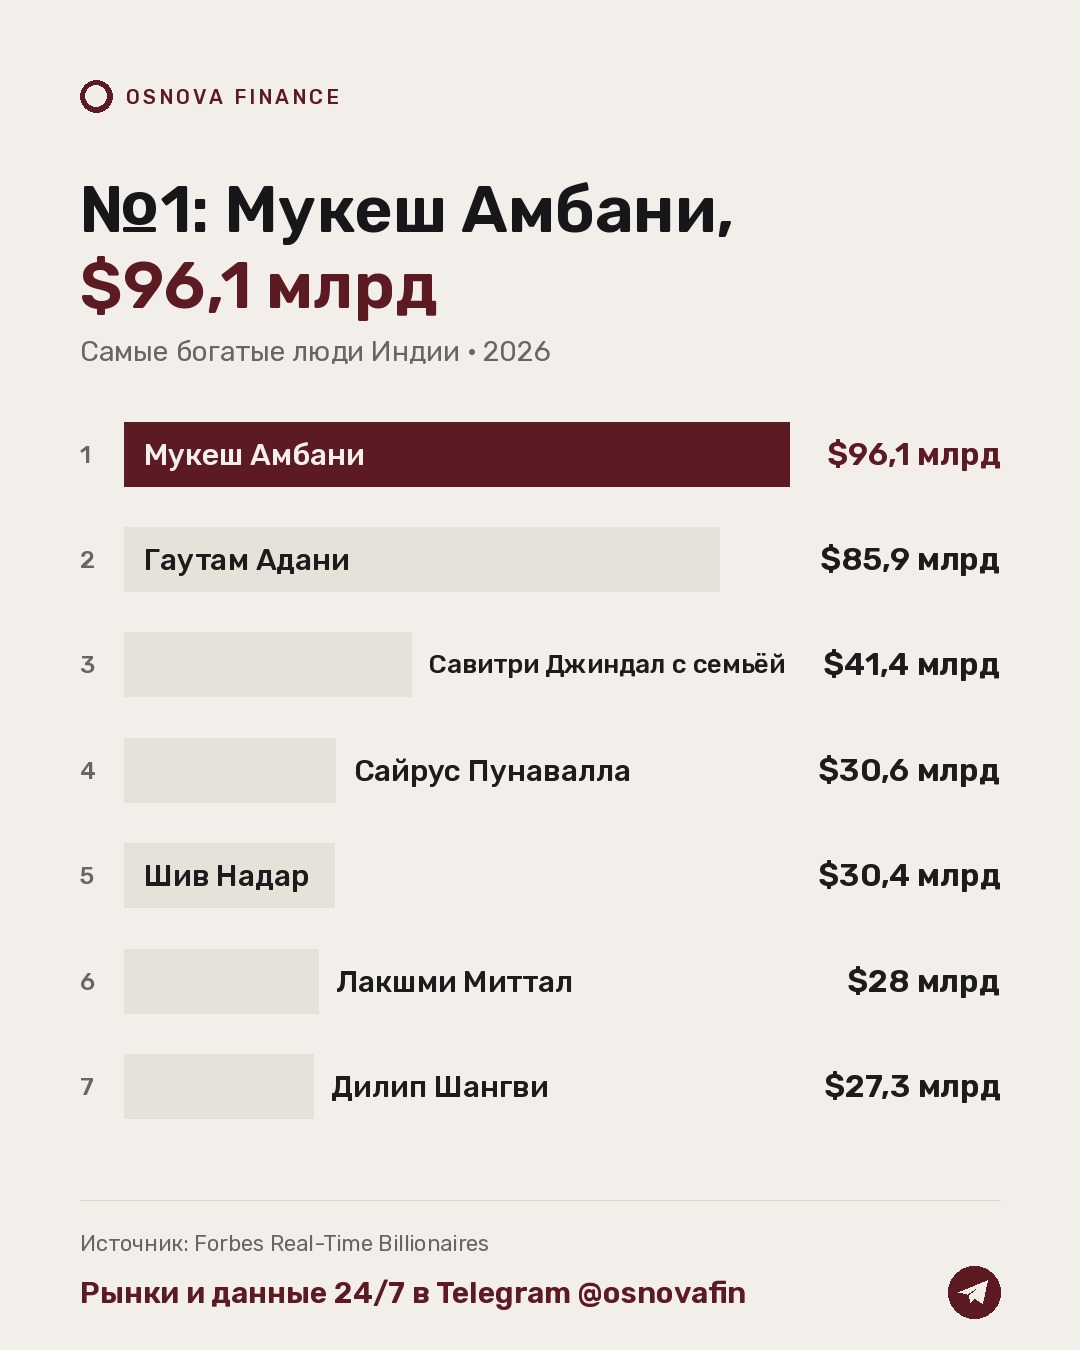 OSNOVA FINANCE
№1: Мукеш Амбани,
$96,1 млрд
Самые богатые люди Индии • 2026
1 Мукеш Амбани $96,1 млрд
2 Гаутам Адани $85,9 млрд
3 Савитри Джиндал с семьёй $41,4 млрд
4 Сайрус Пунавалла $30,6 млрд
5 Шив Надар $30,4 млрд
6 Лакшми Миттал $28 млрд
7 Дилип Шангви $27,3 млрд
Источник: Forbes Real-Time Billionaires
Рынки и данные 24/7 в Telegram @osnovafin